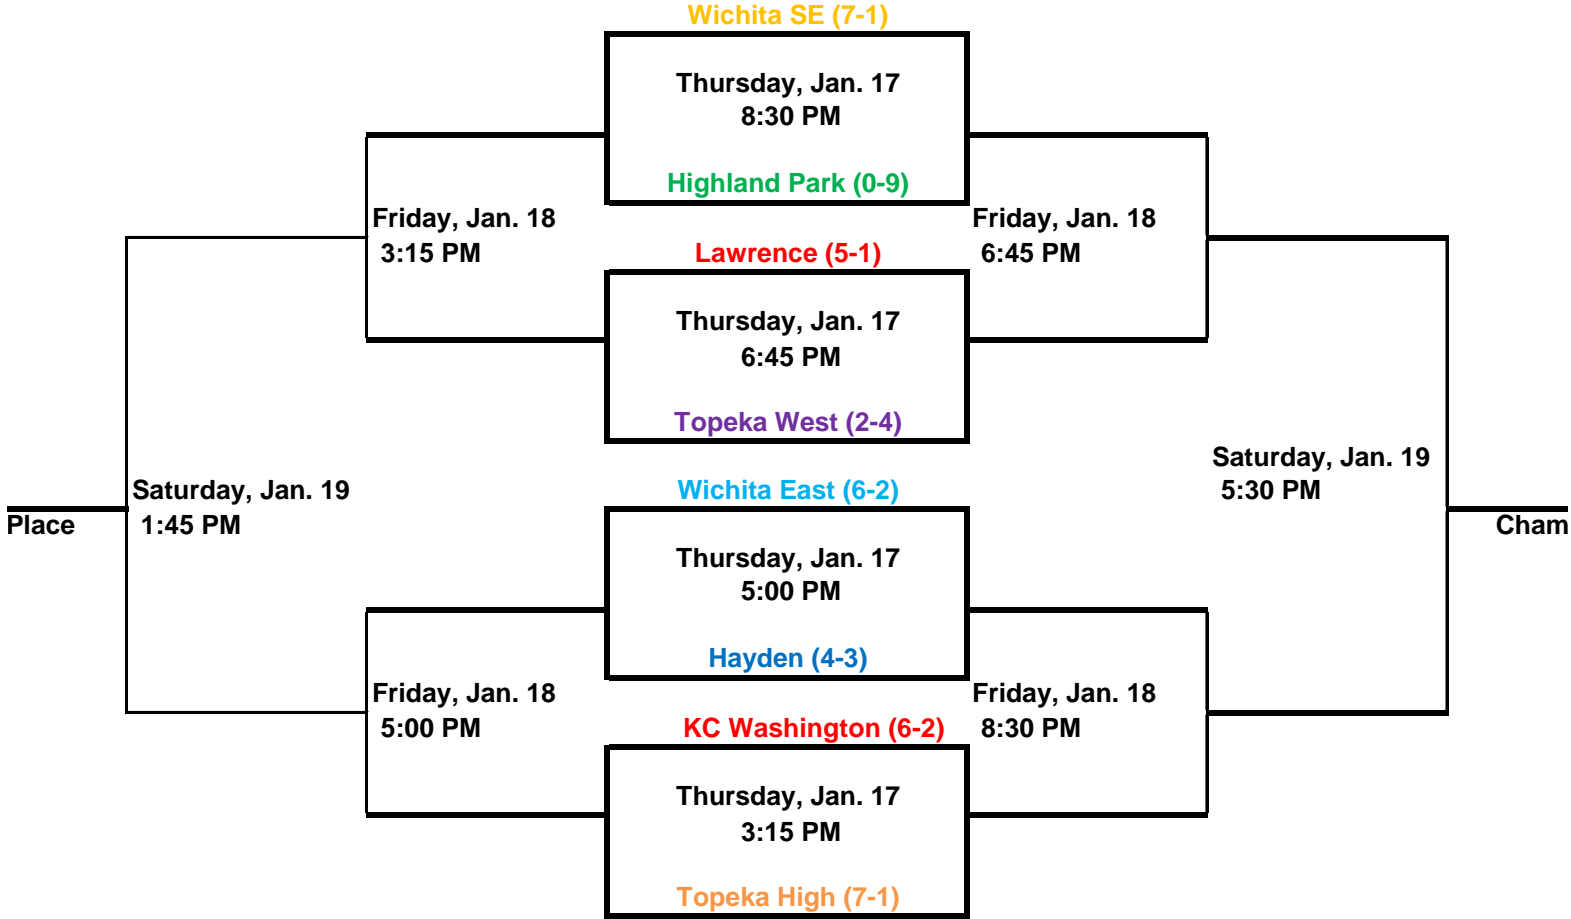 Wichita SE (7-1)
Thursday, Jan. 17
8:30 PM
Highland Park (0-9)
Friday, Jan. 18
3:15 PM
Friday, Jan. 18
6:45 PM
Lawrence (5-1)
Thursday, Jan. 17
6:45 PM
Topeka West (2-4)
Saturday, Jan. 19
1:45 PM
Place
Saturday, Jan. 19
5:30 PM
Cham
Wichita East (6-2)
Thursday, Jan. 17
5:00 PM
Hayden (4-3)
Friday, Jan. 18
5:00 PM
Friday, Jan. 18
8:30 PM
KC Washington (6-2)
Thursday, Jan. 17
3:15 PM
Topeka High (7-1)